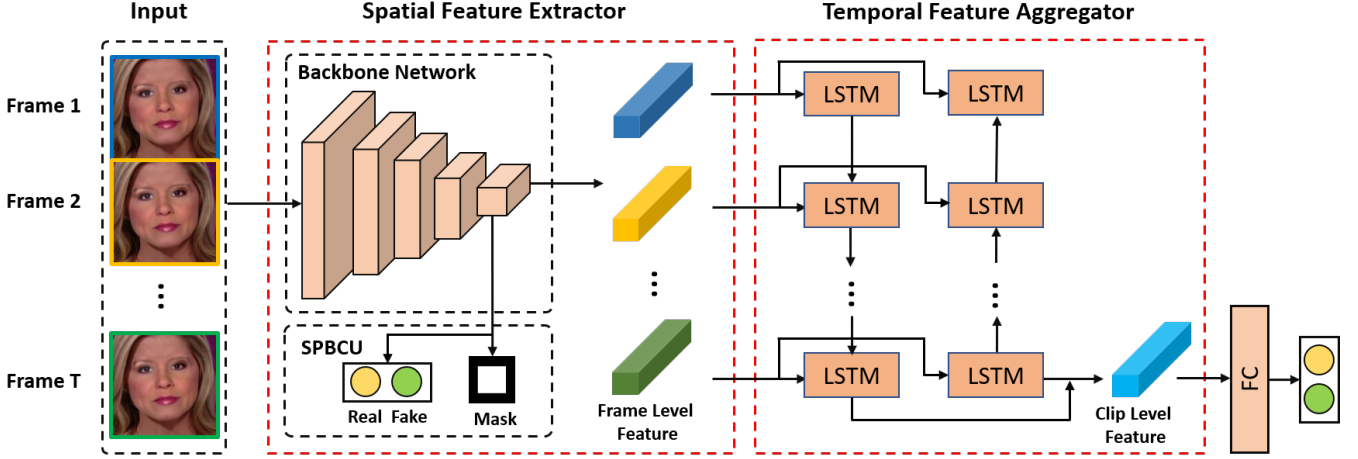 Input
Spatial Feature Extractor
Temporal Feature Aggregator
Backbone Network
Frame 1
LSTM
LSTM
Frame 2
LSTM
LSTM
SPBCU
Frame T
LSTM
LSTM
FC
Real
Fake
Mask
Frame Level
Feature
Clip Level
Feature